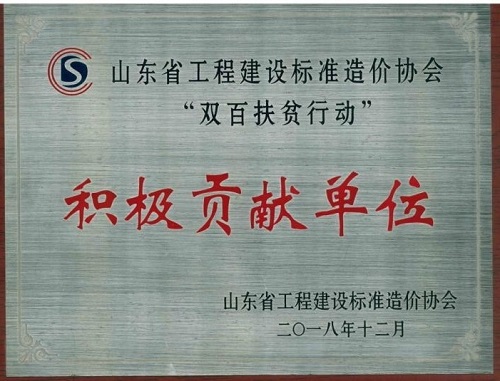 山东省工程建设标准造价协会
“双百扶贫行动”
积极贡献单位
山东省工程建设标准造价协会
二〇一八年十二月